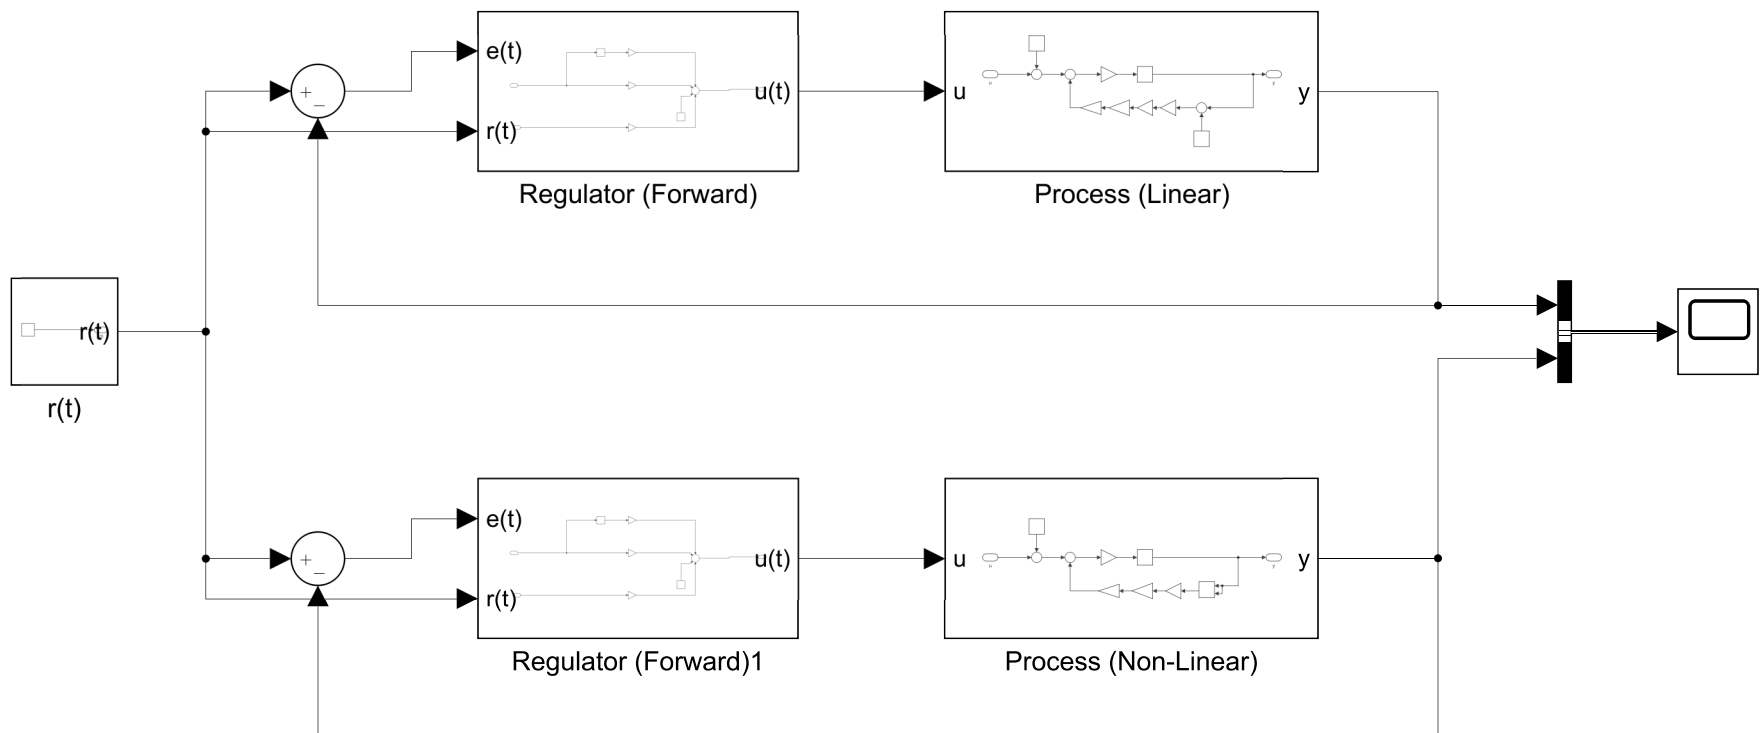 e(t)
r(t)
u(t)
Regulator (Forward)
u
y
Process (Linear)
r(t)
r(t)
e(t)
r(t)
u(t)
Regulator (Forward)1
u
y
Process (Non-Linear)